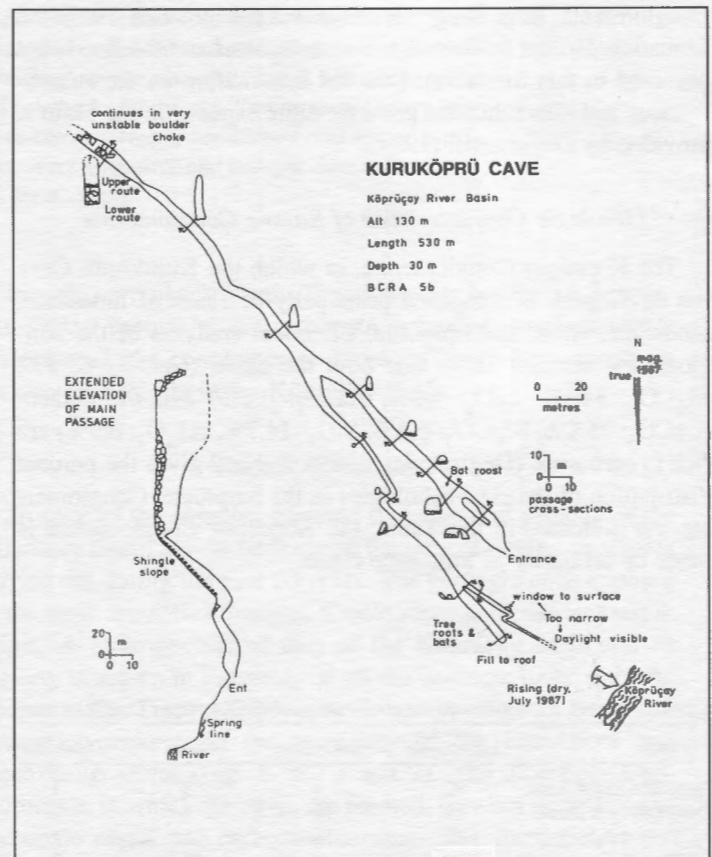 continues in very
unstable boulder
choke
?
Upper
route
Lower
route
KURUKÖPRÜ CAVE
Köprüçay River Basin
Alt 130 m
Length 530 m
Depth 30 m
BCRA 5b
N
mag
1987
true
0 20
metres
10
0 m
passage
cross-sections
EXTENDED
ELEVATION
OF MAIN
PASSAGE
Bat roost
Entrance
Shingle
slope
window to surface
Too narrow
Daylight visible
Tree
roots &
bats
Fill to roof
Rising (dry,
July 1987)
Köprüçay
River
20
m
0
0 10
Ent
Spring
line
River